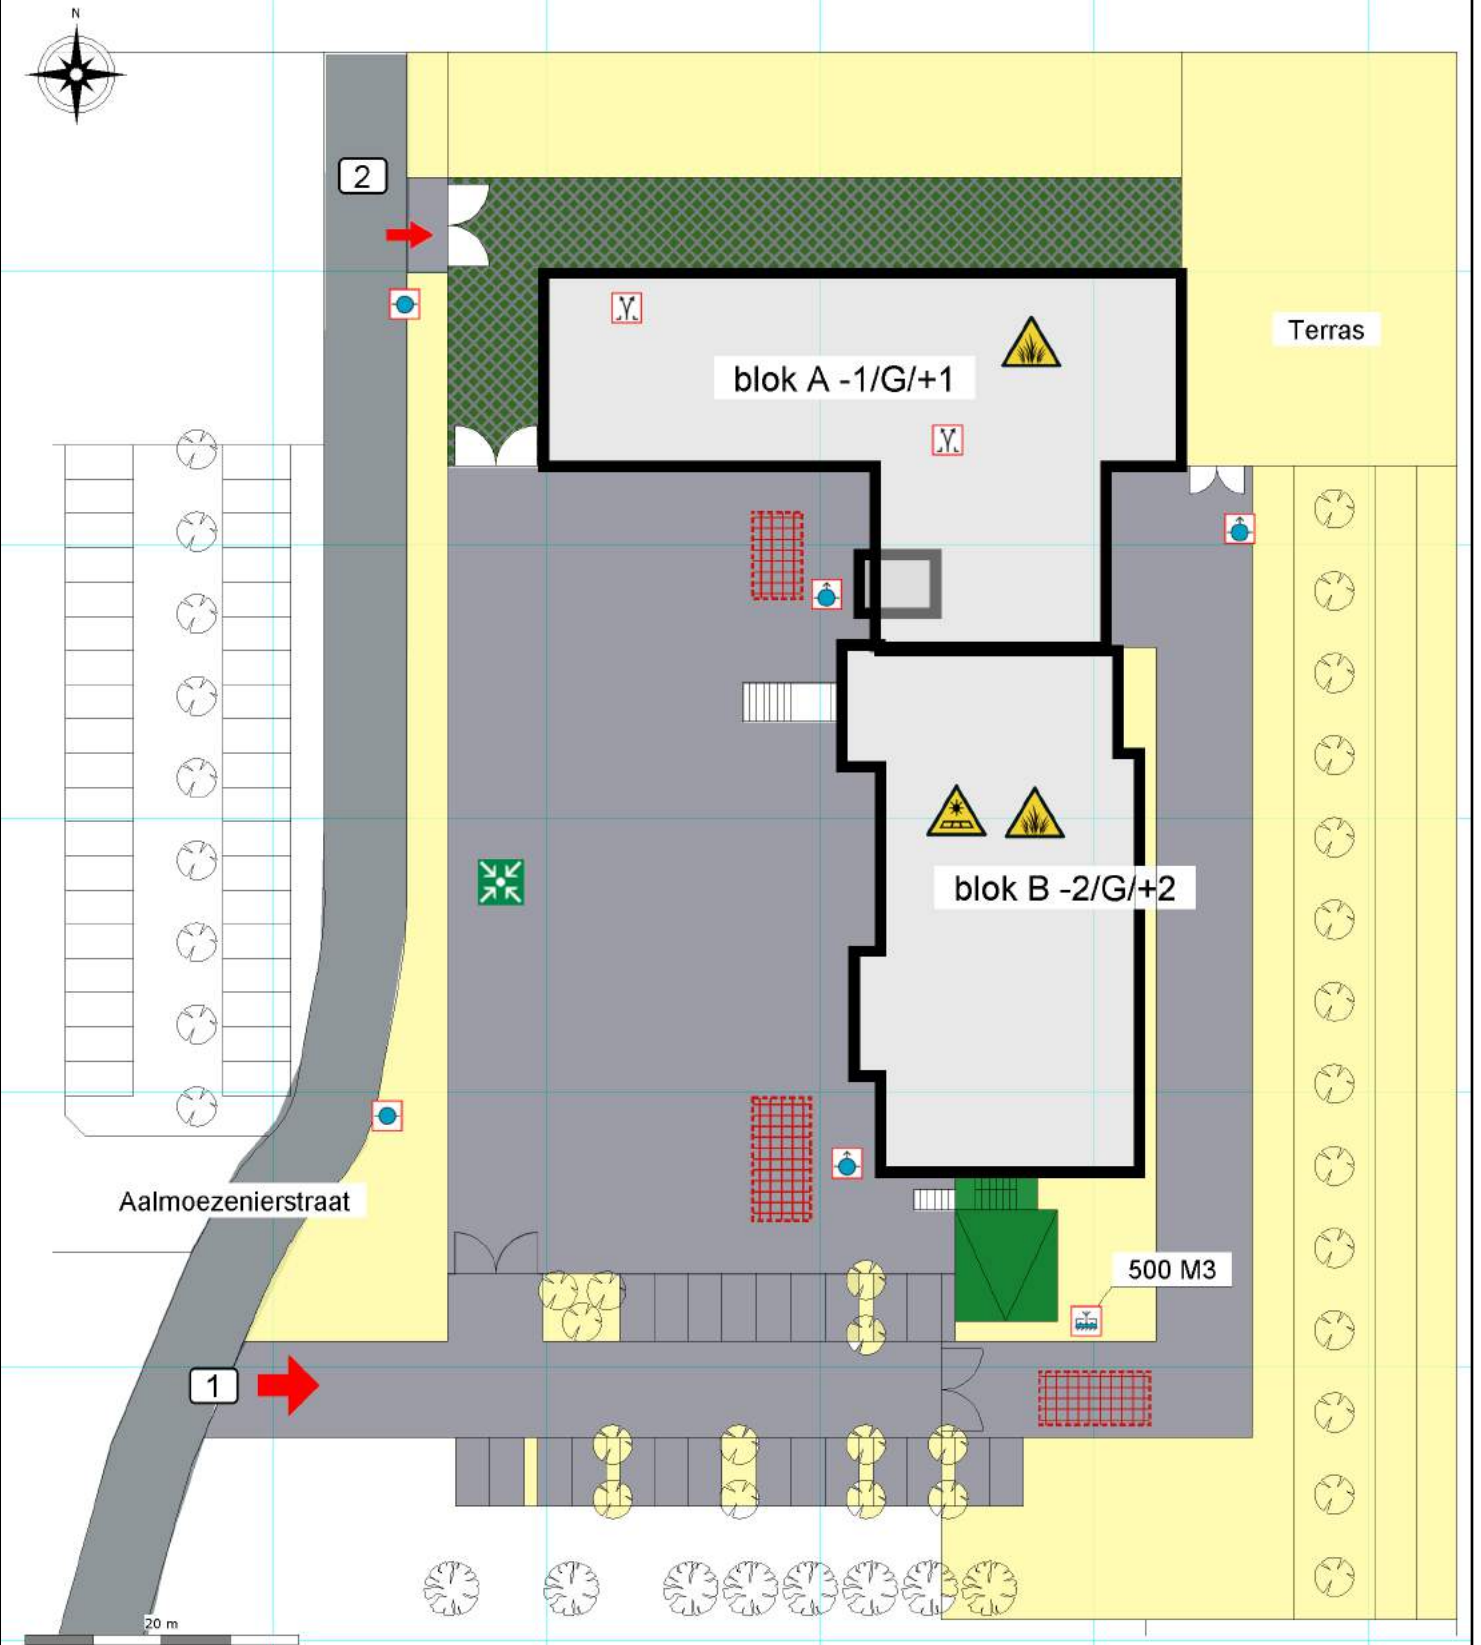 N
2
Terras
blok A -1/G/+1
blok B -2/G/+2
Aalmoezenierstraat
500 M3
1
20 m